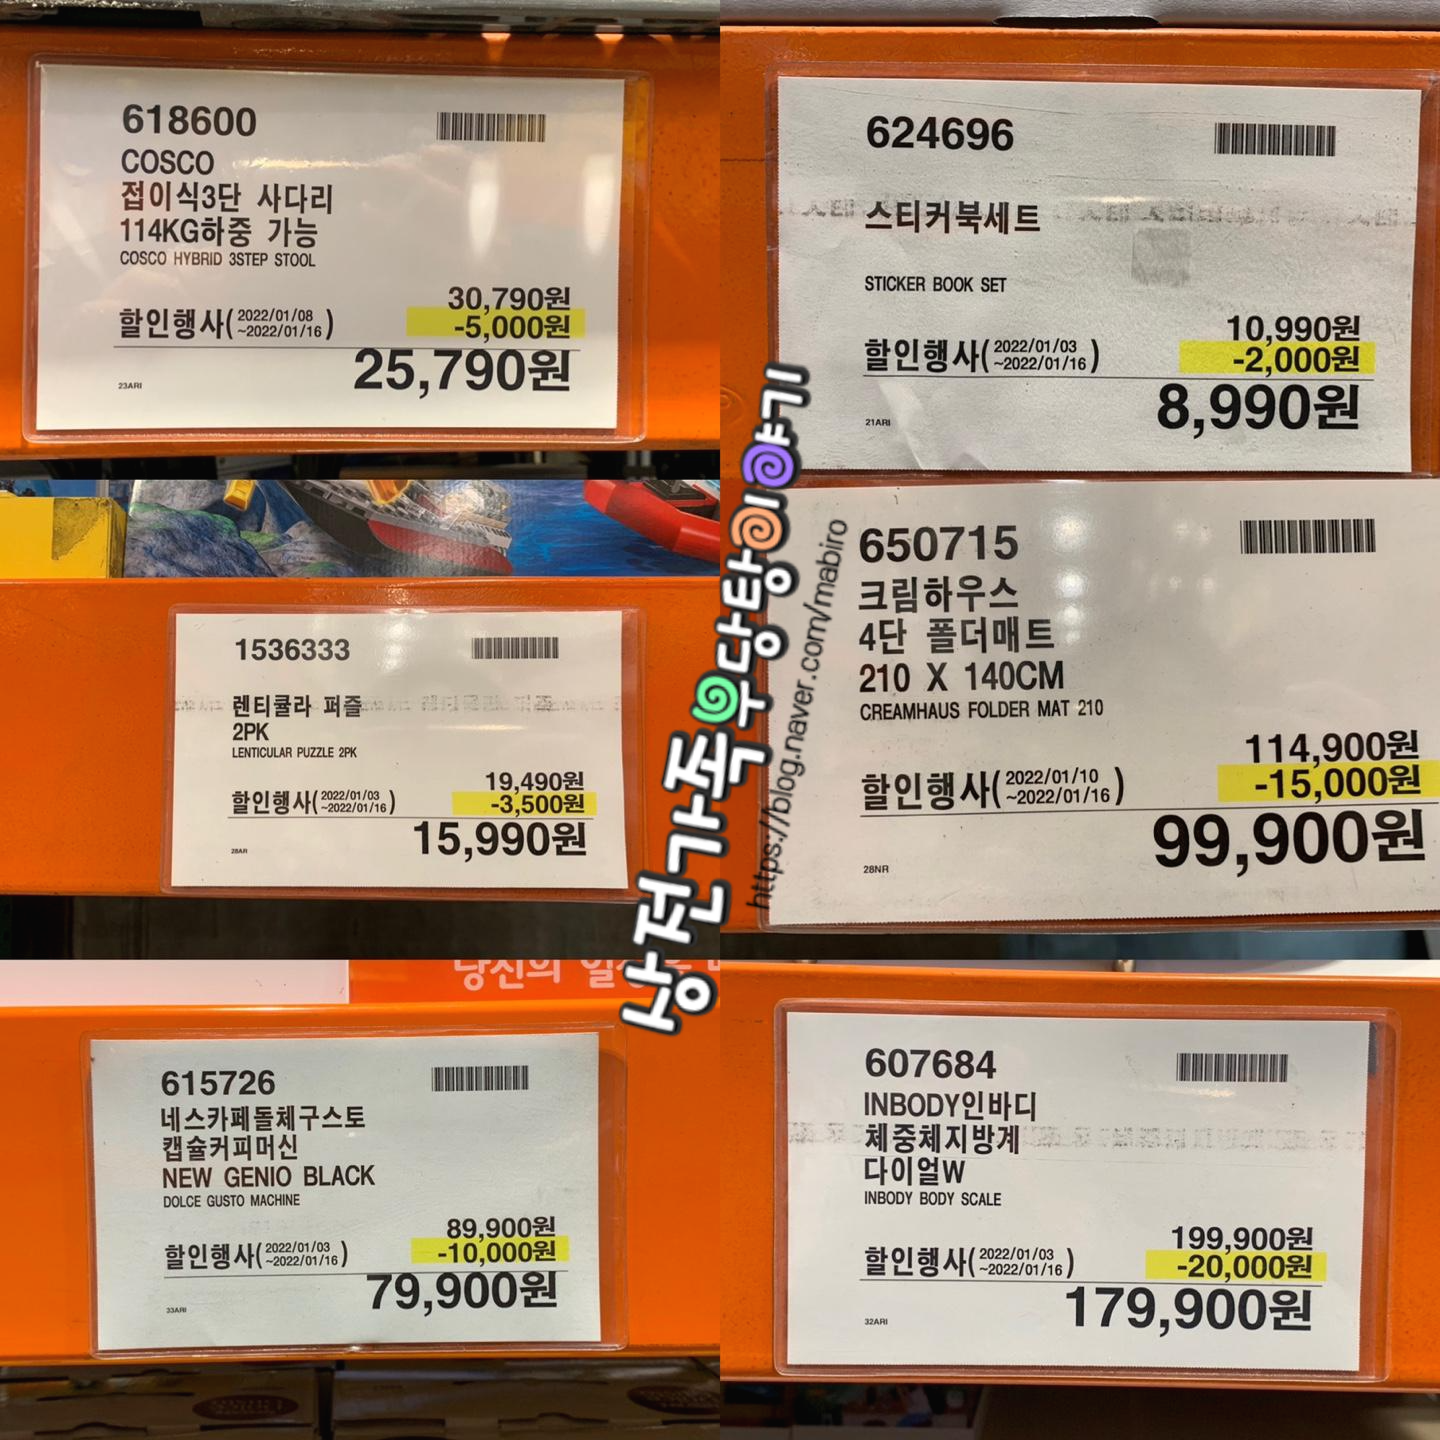 618600
COSCO
접이식3단 사다리
114KG하중 가능
COSCO HYBRID 3STEP STOOL
30,790원
할인행사(2022/01/08 ~2022/01/16) -5,000원
25,790원
23ARI
624696
스티커북세트
STICKER BOOK SET
10,990원
할인행사(2022/01/03 ~2022/01/16) -2,000원
8,990원
21ARI
1536333
렌티큘라 퍼즐
2PK
LENTICULAR PUZZLE 2PK
19,490원
할인행사(2022/01/03 ~2022/01/16) -3,500원
15,990원
28AR
650715
크림하우스
4단 폴더매트
210 X 140CM
CREAMHAUS FOLDER MAT 210
114,900원
할인행사(2022/01/10 ~2022/01/16) -15,000원
99,900원
28NR
당신의
615726
네스카페돌체구스토
캡슐커피머신
NEW GENIO BLACK
DOLCE GUSTO MACHINE
89,900원
할인행사(2022/01/03 ~2022/01/16) -10,000원
79,900원
33ARI
607684
INBODY인바디
체중체지방계
다이얼W
INBODY BODY SCALE
199,900원
할인행사(2022/01/03 ~2022/01/16) -20,000원
179,900원
32ARI
https://blog.naver.com/mabiro